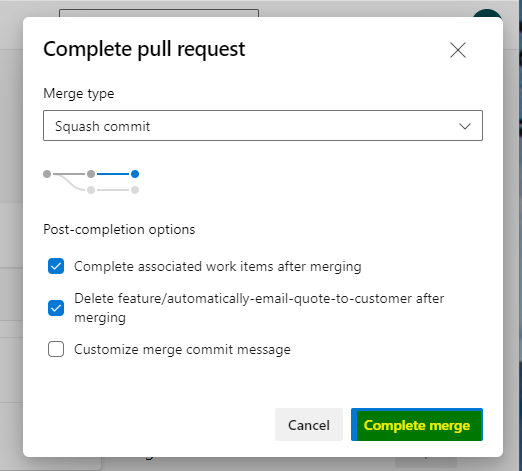 Complete pull request
Merge type
Squash commit
Post-completion options
Complete associated work items after merging
Delete feature/automatically-email-quote-to-customer after
merging
Customize merge commit message
Cancel
Complete merge